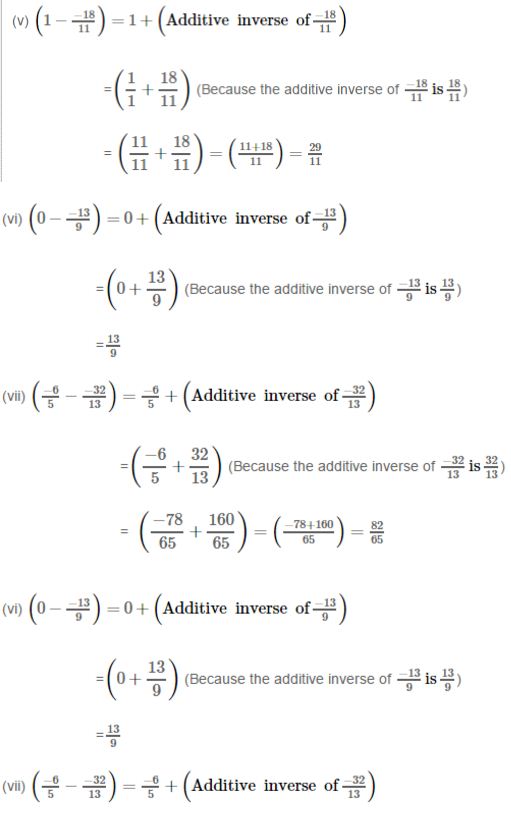 (v) (1 − −18/11) = 1 + (Additive inverse of −18/11)
= (1/1 + 18/11) (Because the additive inverse of −18/11 is 18/11)
= (11/11 + 18/11) = (11+18/11) = 29/11
(vi) (0 − −13/9) = 0 + (Additive inverse of −13/9)
= (0 + 13/9) (Because the additive inverse of −13/9 is 13/9)
= 13/9
(vii) (−6/5 − −32/13) = −6/5 + (Additive inverse of −32/13)
= (−6/5 + 32/13) (Because the additive inverse of −32/13 is 32/13)
= (−78/65 + 160/65) = (−78+160/65) = 82/65
(vi) (0 − −13/9) = 0 + (Additive inverse of −13/9)
= (0 + 13/9) (Because the additive inverse of −13/9 is 13/9)
= 13/9
(vii) (−6/5 − −32/13) = −6/5 + (Additive inverse of −32/13)